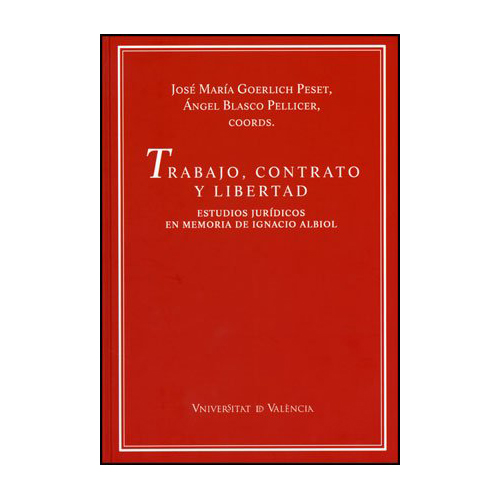 JOSÉ MARÍA GOERLICH PESET,
ÁNGEL BLASCO PELLICER,
COORDS.
TRABAJO, CONTRATO
Y LIBERTAD
ESTUDIOS JURÍDICOS
EN MEMORIA DE IGNACIO ALBIOL
VNIVERSITAT ID VALÈNCIA